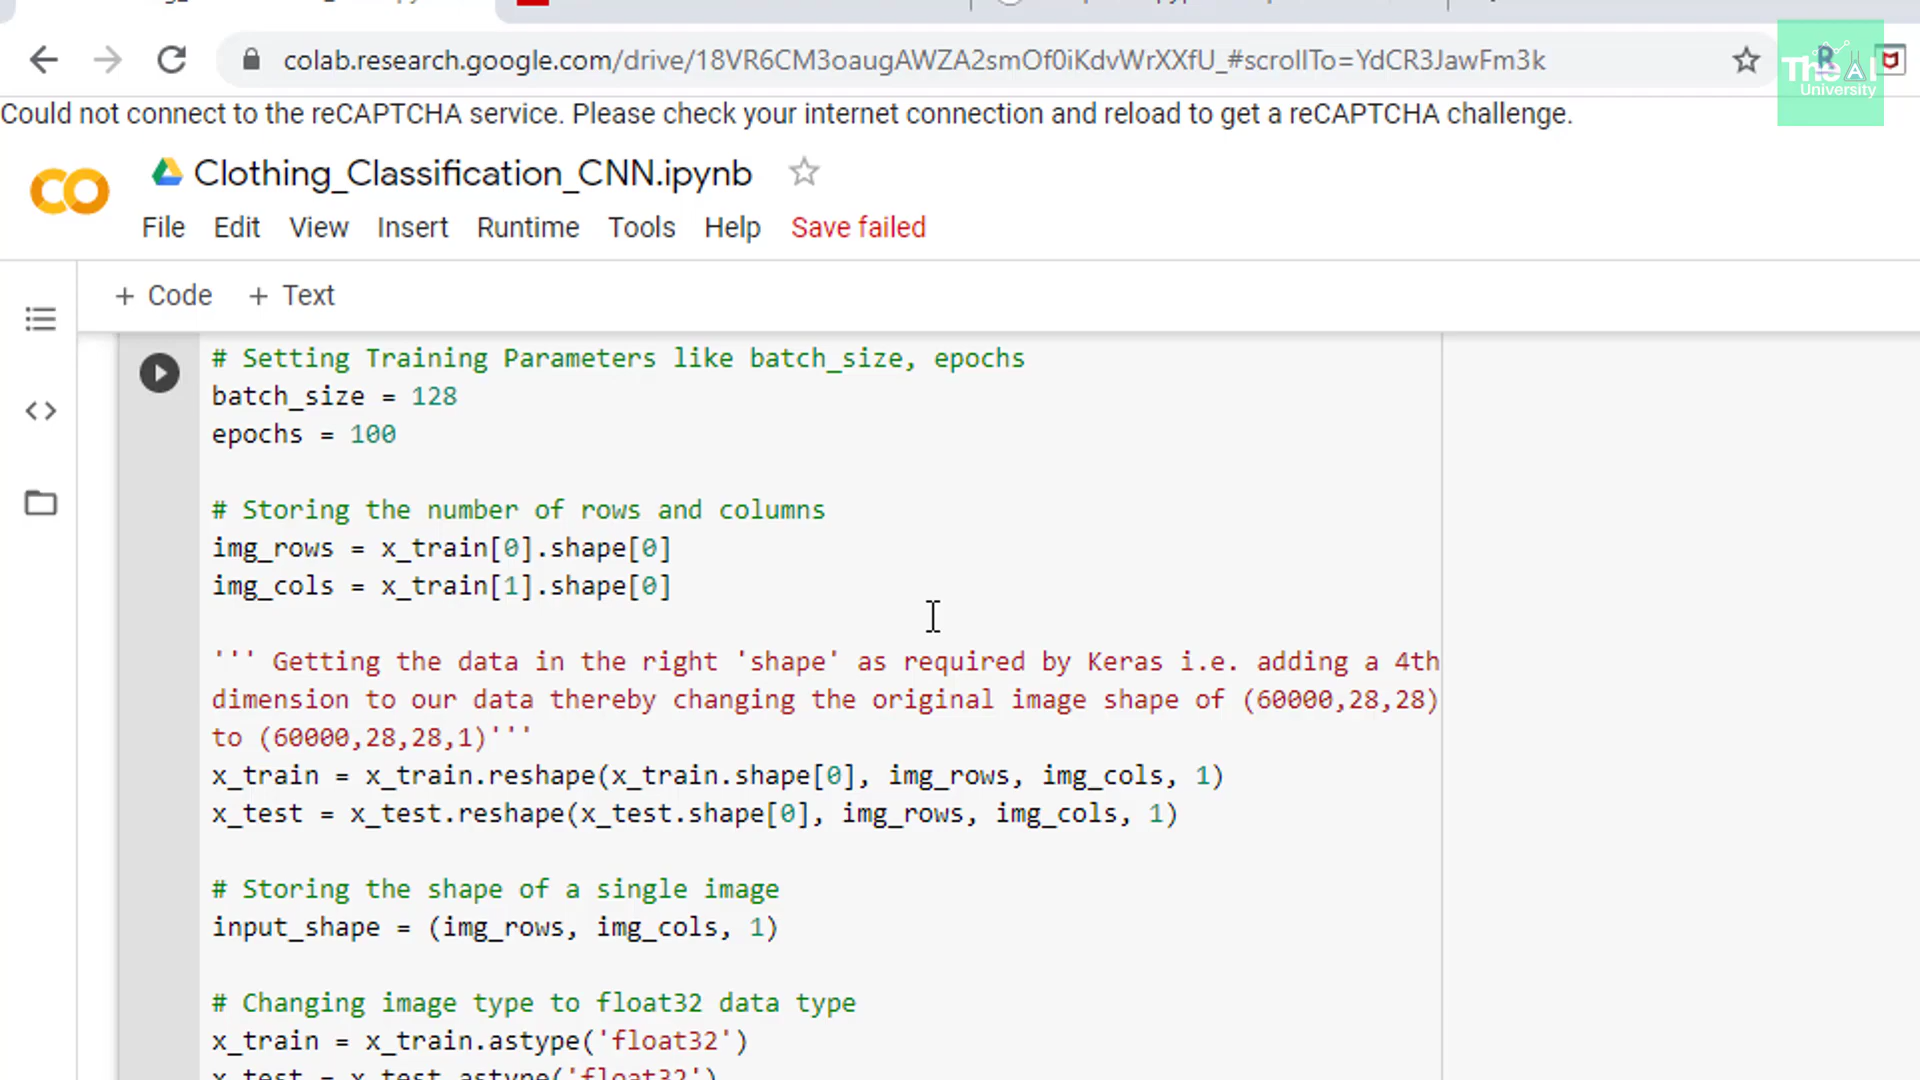 colab.research.google.com/drive/18VR6CM3oaugAWZA2smOf0iKdvWrXXfU_#scrollTo=YdCR3JawFm3k
The AI
University
Could not connect to the reCAPTCHA service. Please check your internet connection and reload to get a reCAPTCHA challenge.
Clothing_Classification_CNN.ipynb
File Edit View Insert Runtime Tools Help Save failed
+ Code + Text
# Setting Training Parameters like batch_size, epochs
batch_size = 128
epochs = 100
# Storing the number of rows and columns
img_rows = x_train[0].shape[0]
img_cols = x_train[1].shape[0]
''' Getting the data in the right 'shape' as required by Keras i.e. adding a 4th
dimension to our data thereby changing the original image shape of (60000,28,28)
to (60000,28,28,1)'''
x_train = x_train.reshape(x_train.shape[0], img_rows, img_cols, 1)
x_test = x_test.reshape(x_test.shape[0], img_rows, img_cols, 1)
# Storing the shape of a single image
input_shape = (img_rows, img_cols, 1)
# Changing image type to float32 data type
x_train = x_train.astype('float32')
x_test = x_test.astype('float32')